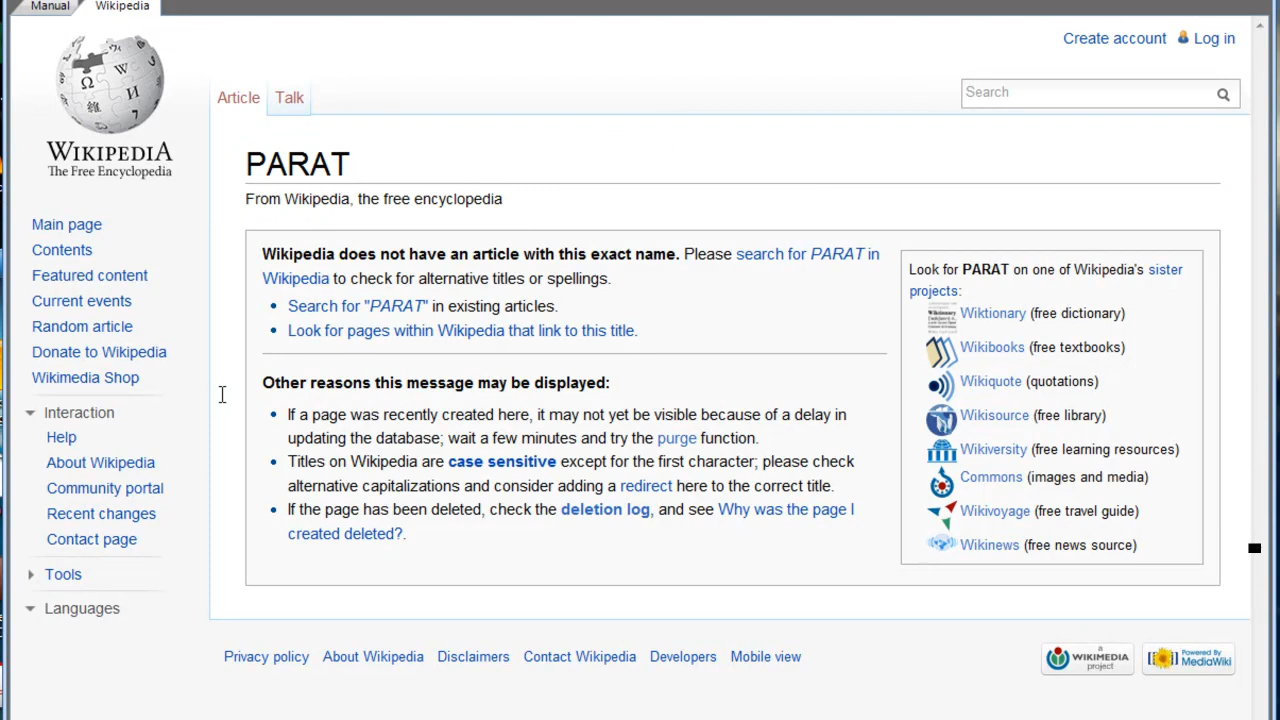 Manual Wikipedia
Create account Log in
Article Talk
Search
WIKIPEDIA
The Free Encyclopedia
PARAT
From Wikipedia, the free encyclopedia
Main page
Contents
Featured content
Current events
Random article
Donate to Wikipedia
Wikimedia Shop
Interaction
Help
About Wikipedia
Community portal
Recent changes
Contact page
Tools
Languages
Wikipedia does not have an article with this exact name. Please search for PARAT in
Wikipedia to check for alternative titles or spellings.
Search for "PARAT" in existing articles.
Look for pages within Wikipedia that link to this title.
Other reasons this message may be displayed:
If a page was recently created here, it may not yet be visible because of a delay in
updating the database; wait a few minutes and try the purge function.
Titles on Wikipedia are case sensitive except for the first character; please check
alternative capitalizations and consider adding a redirect here to the correct title.
If the page has been deleted, check the deletion log, and see Why was the page I
created deleted?.
Look for PARAT on one of Wikipedia's sister
projects:
Wiktionary (free dictionary)
Wikibooks (free textbooks)
Wikiquote (quotations)
Wikisource (free library)
Wikiversity (free learning resources)
Commons (images and media)
Wikivoyage (free travel guide)
Wikinews (free news source)
Privacy policy About Wikipedia Disclaimers Contact Wikipedia Developers Mobile view
a
WIKIMEDIA
project
Powered By
MediaWiki